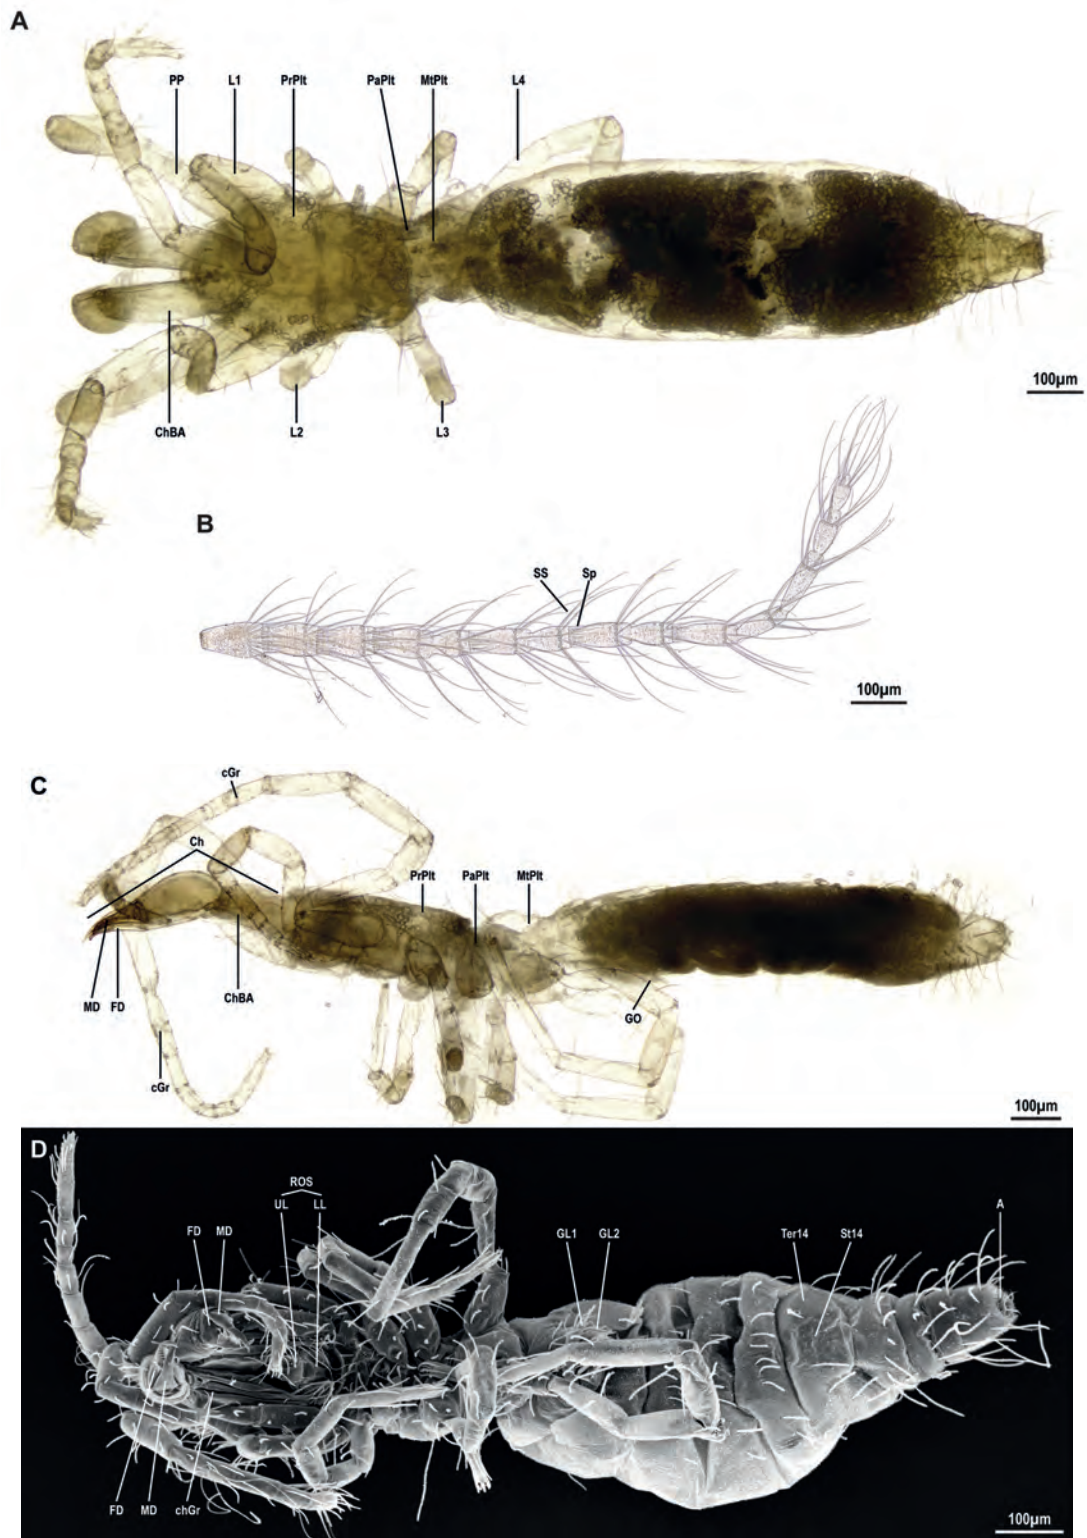 A
PP L1 PrPlt PaPlt MtPlt L4
100µm
ChBA L2 L3
B
SS Sp
100µm
C
cGr
Ch
PrPlt PaPlt MtPlt
MD FD ChBA GO
cGr
100µm
D
ROS
UL LL
FD MD GL1 GL2 Ter14 St14 A
FD MD chGr
100µm